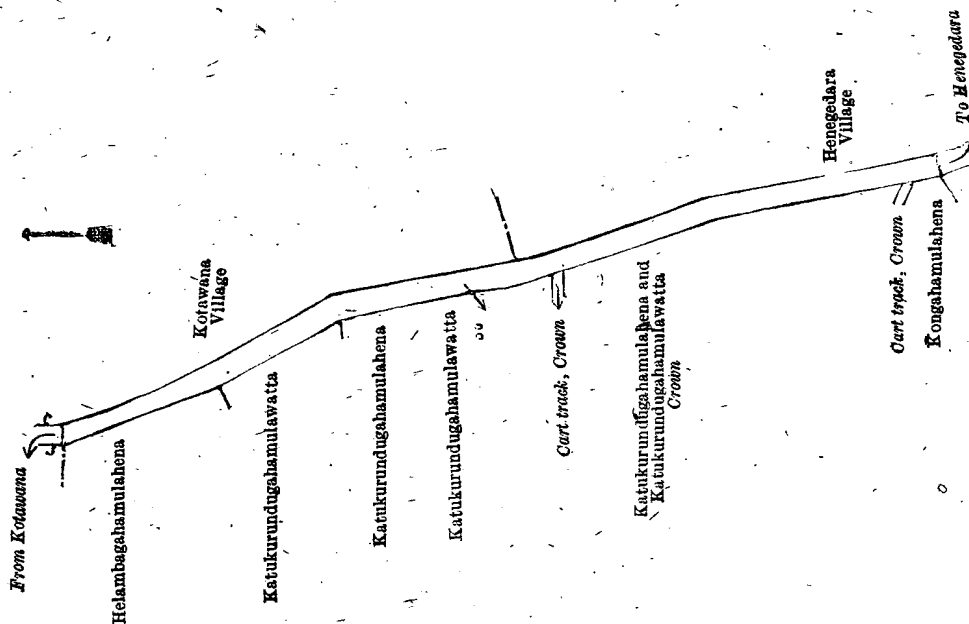 From Kotawana
Helambagahamulahena
Kotawana
Village
Katukurundugahamulawatta
Katukurundugahamulahena
Katukurundugahamulawatta
Cart track, Crown
Katukurundugahamulahena and
Katukurundugahamulawatta
Crown
Henegedara
Village
Cart track, Crown
Kongahamulahena
To Henegedara